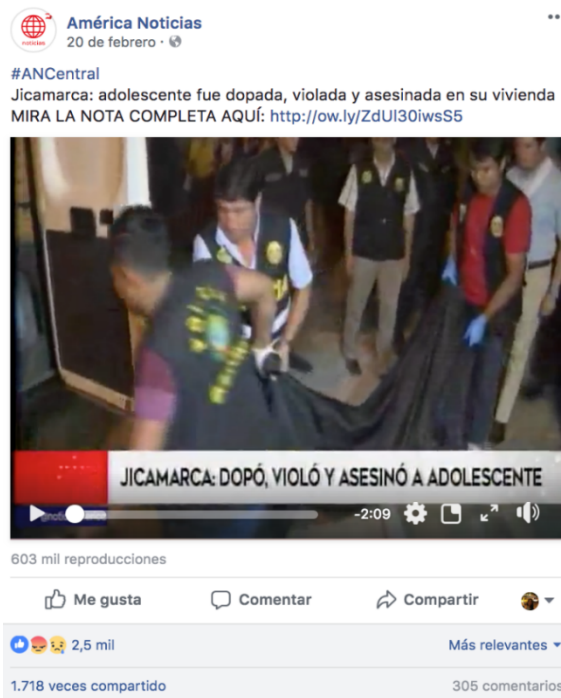 América Noticias
20 de febrero
#ANCentral
Jicamarca: adolescente fue dopada, violada y asesinada en su vivienda
MIRA LA NOTA COMPLETA AQUÍ: http://ow.ly/ZdUl30iwsS5
JICAMARCA: DOPÓ, VIOLÓ Y ASESINÓ A ADOLESCENTE
-2:09
603 mil reproducciones
Me gusta Comentar Compartir
2,5 mil Más relevantes
1.718 veces compartido 305 comentarios